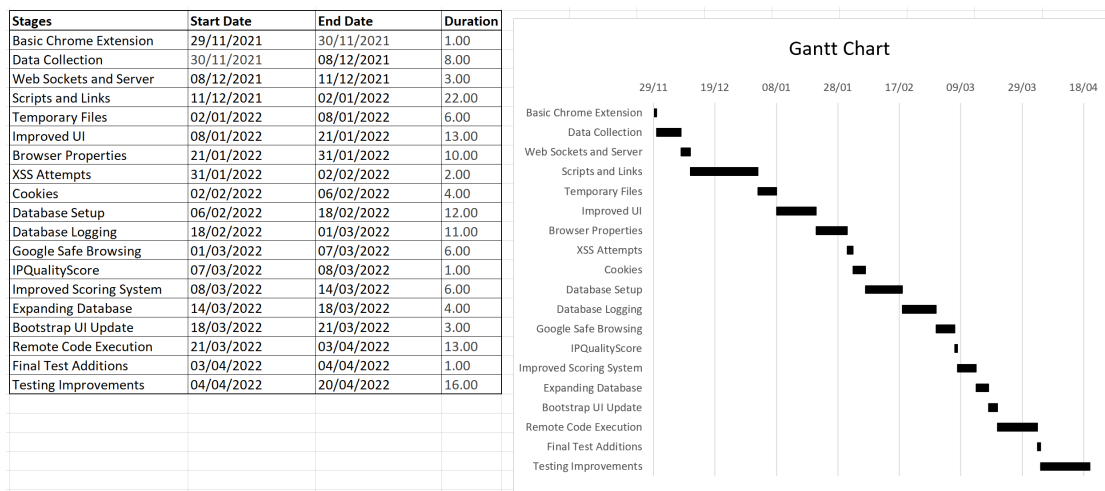 Stages Start Date End Date Duration
Basic Chrome Extension 29/11/2021 30/11/2021 1.00
Data Collection 30/11/2021 08/12/2021 8.00
Web Sockets and Server 08/12/2021 11/12/2021 3.00
Scripts and Links 11/12/2021 02/01/2022 22.00
Temporary Files 02/01/2022 08/01/2022 6.00
Improved UI 08/01/2022 21/01/2022 13.00
Browser Properties 21/01/2022 31/01/2022 10.00
XSS Attempts 31/01/2022 02/02/2022 2.00
Cookies 02/02/2022 06/02/2022 4.00
Database Setup 06/02/2022 18/02/2022 12.00
Database Logging 18/02/2022 01/03/2022 11.00
Google Safe Browsing 01/03/2022 07/03/2022 6.00
IPQualityScore 07/03/2022 08/03/2022 1.00
Improved Scoring System 08/03/2022 14/03/2022 6.00
Expanding Database 14/03/2022 18/03/2022 4.00
Bootstrap UI Update 18/03/2022 21/03/2022 3.00
Remote Code Execution 21/03/2022 03/04/2022 13.00
Final Test Additions 03/04/2022 04/04/2022 1.00
Testing Improvements 04/04/2022 20/04/2022 16.00
Gantt Chart
29/11 19/12 08/01 28/01 17/02 09/03 29/03 18/04
Basic Chrome Extension
Data Collection
Web Sockets and Server
Scripts and Links
Temporary Files
Improved UI
Browser Properties
XSS Attempts
Cookies
Database Setup
Database Logging
Google Safe Browsing
IPQualityScore
Improved Scoring System
Expanding Database
Bootstrap UI Update
Remote Code Execution
Final Test Additions
Testing Improvements